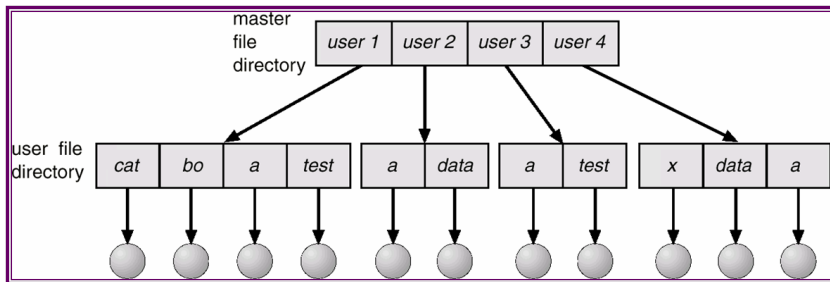 master
file
directory
user 1 user 2 user 3 user 4
user file
directory
cat bo a test a data a test x data a